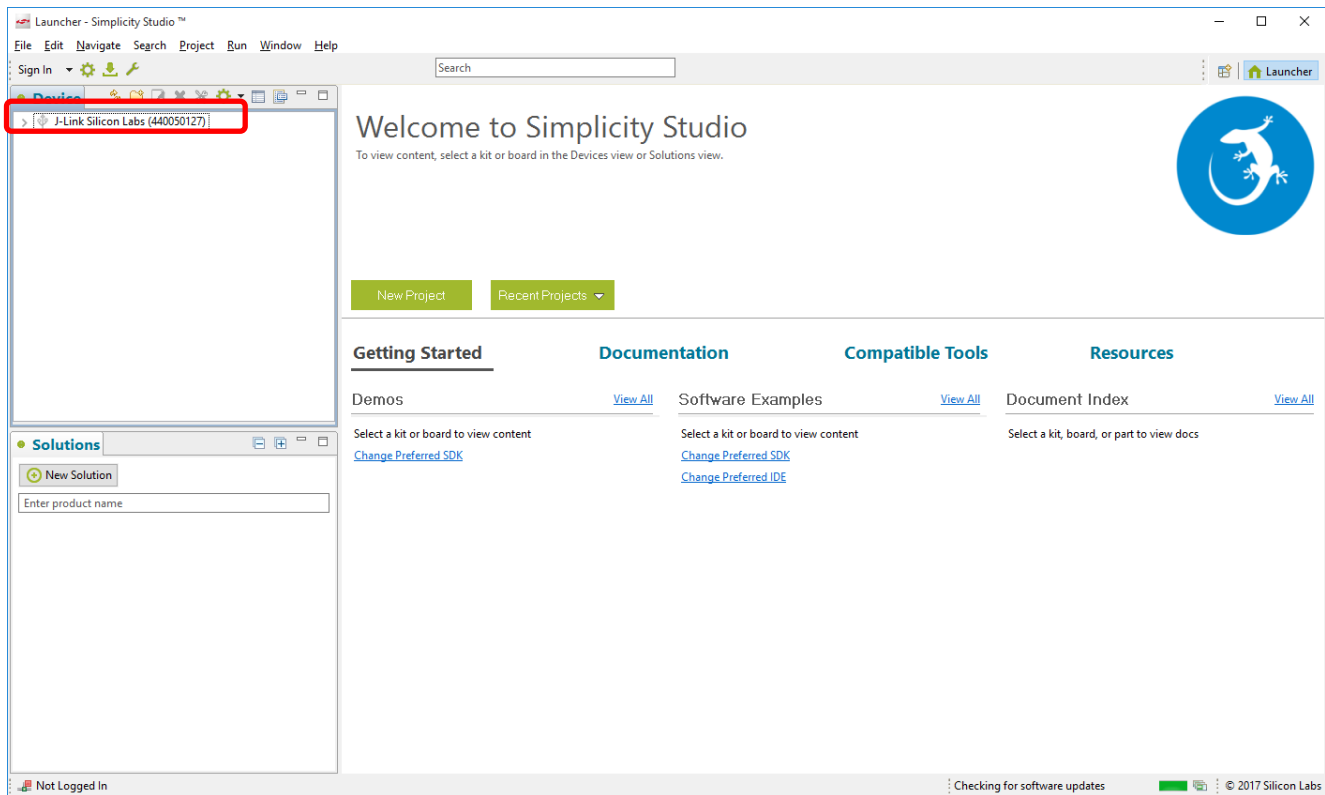 Launcher - Simplicity Studio ™
File Edit Navigate Search Project Run Window Help
Sign In
Search
Launcher
Device
J-Link Silicon Labs (440050127)
Welcome to Simplicity Studio
To view content, select a kit or board in the Devices view or Solutions view.
New Project Recent Projects
Getting Started Documentation Compatible Tools Resources
Demos View All Software Examples View All Document Index View All
Select a kit or board to view content Select a kit or board to view content Select a kit, board, or part to view docs
Change Preferred SDK Change Preferred SDK
Change Preferred IDE
Solutions
New Solution
Enter product name
Not Logged In Checking for software updates © 2017 Silicon Labs